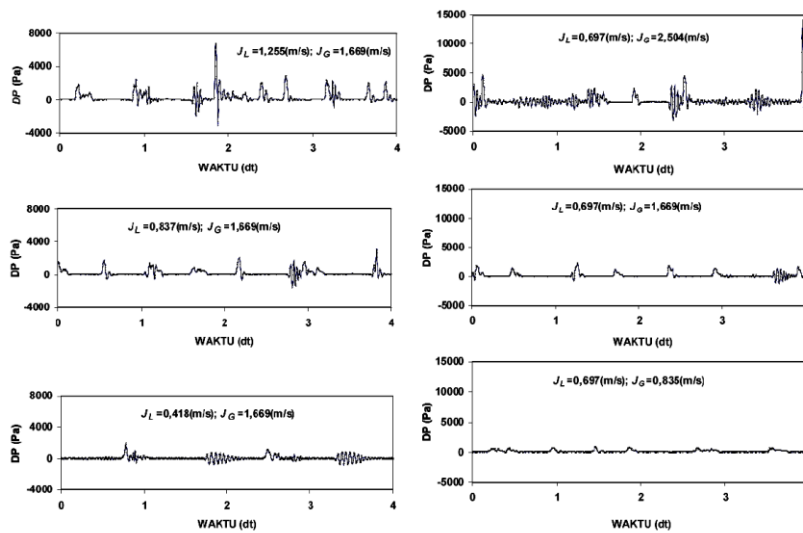 8000
4000
0
-4000
DP (Pa)
J_L=1,255(m/s); J_G=1,669(m/s)
0 1 2 3 4
WAKTU (dt)
15000
10000
5000
0
-5000
DP (Pa)
J_L=0,697(m/s); J_G=2,504(m/s)
0 1 2 3
WAKTU (dt)
8000
4000
0
-4000
DP (Pa)
J_L=0,837(m/s); J_G=1,669(m/s)
0 1 2 3 4
WAKTU (dt)
15000
10000
5000
0
-5000
DP (Pa)
J_L=0,697(m/s); J_G=1,669(m/s)
0 1 2 3
WAKTU (dt)
8000
4000
0
-4000
DP (Pa)
J_L=0,418(m/s); J_G=1,669(m/s)
0 1 2 3 4
WAKTU (dt)
15000
10000
5000
0
-5000
DP (Pa)
J_L=0,697(m/s); J_G=0,835(m/s)
0 1 2 3
WAKTU (dt)